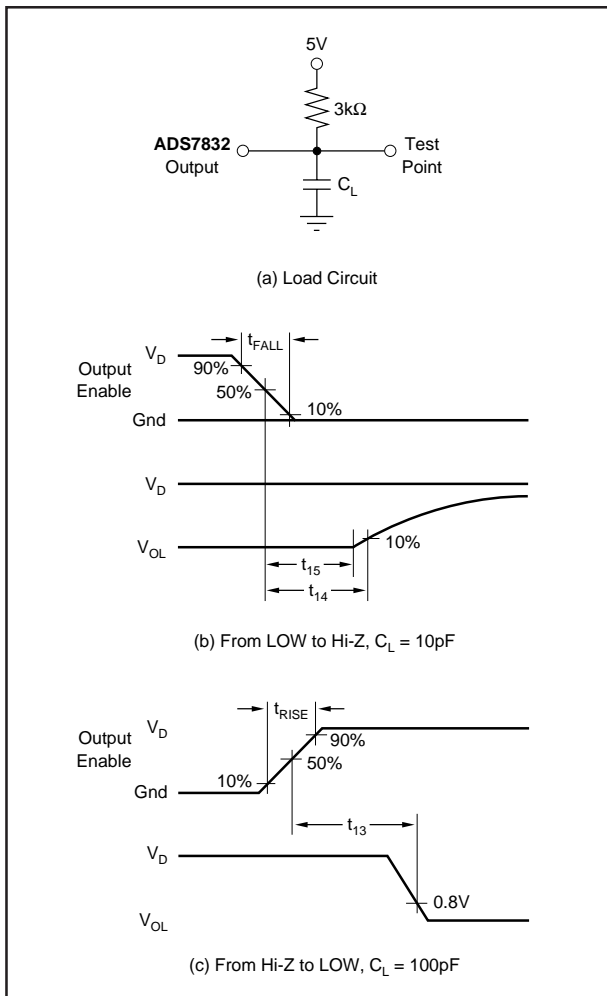 5V
3kΩ
ADS7832 Output
Test Point
C_L
(a) Load Circuit
t_FALL
V_D
Output Enable
90%
50%
10%
Gnd
V_D
10%
V_OL
t_15
t_14
(b) From LOW to Hi-Z, C_L = 10pF
t_RISE
V_D
Output Enable
90%
50%
10%
Gnd
t_13
V_D
0.8V
V_OL
(c) From Hi-Z to LOW, C_L = 100pF